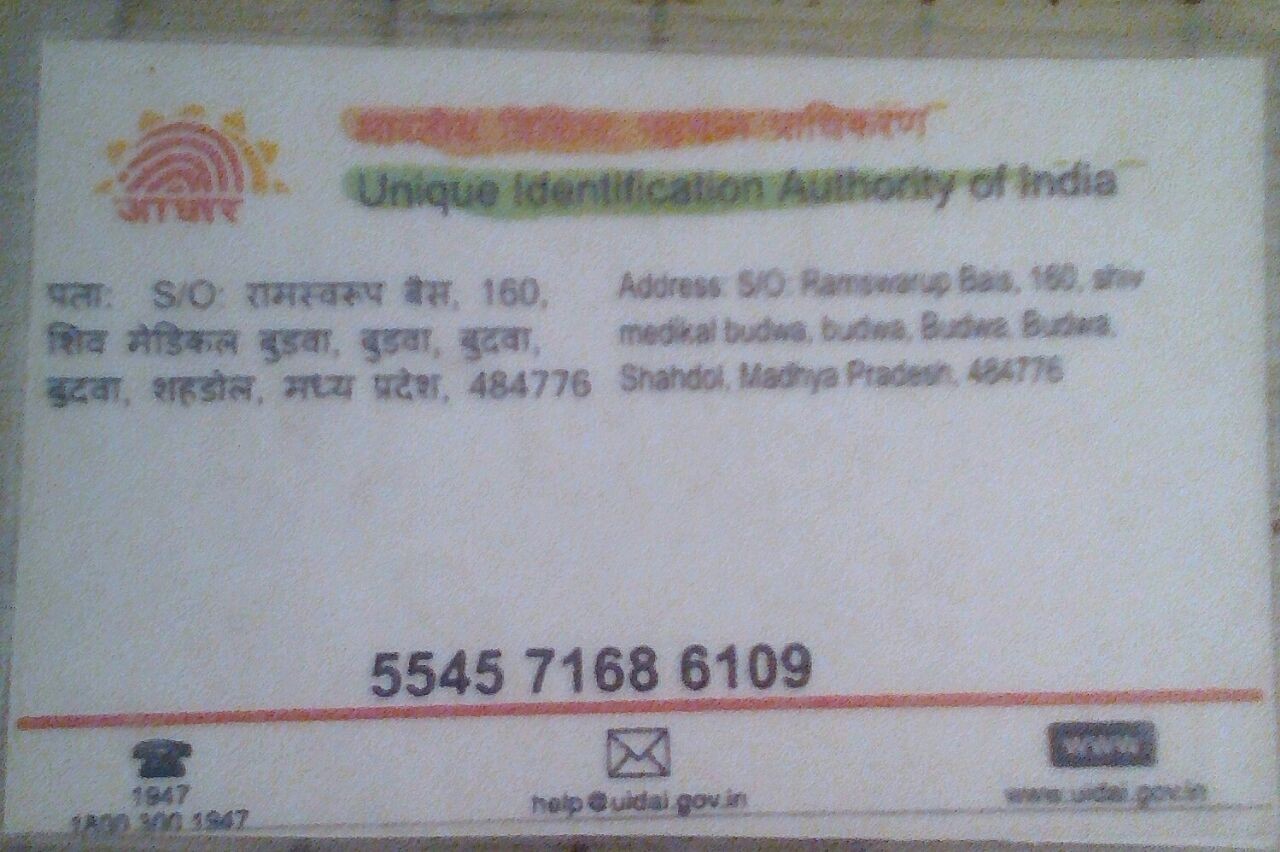 प्राधिकरण
Unique Identification Authority of India
आधार
पता: S/O: रामस्वरूप बैस, 160,
शिव मेडिकल बुडवा, बुडवा, बुदवा,
बुदवा, शहडोल, मध्य प्रदेश, 484776
Address: S/O: Ramswarup Bais, 160, shiv
medikal budwa, budwa, Budwa, Budwa,
Shahdol, Madhya Pradesh, 484776
5545 7168 6109
1947
1800 300 1947
help@uidai.gov.in
www
www.uidai.gov.in